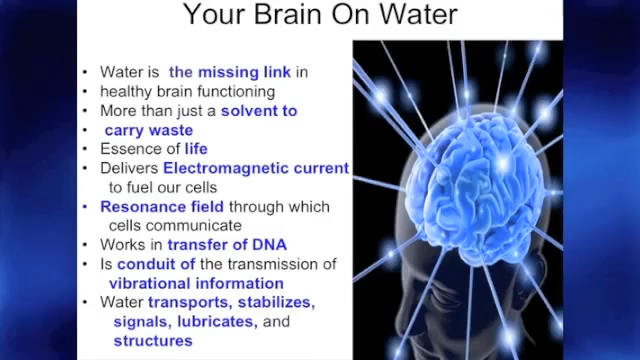 Your Brain On Water
• Water is the missing link in
• healthy brain functioning
• More than just a solvent to
• carry waste
• Essence of life
• Delivers Electromagnetic current
to fuel our cells
• Resonance field through which
cells communicate
• Works in transfer of DNA
• Is conduit of the transmission of
vibrational information
• Water transports, stabilizes,
signals, lubricates, and
structures